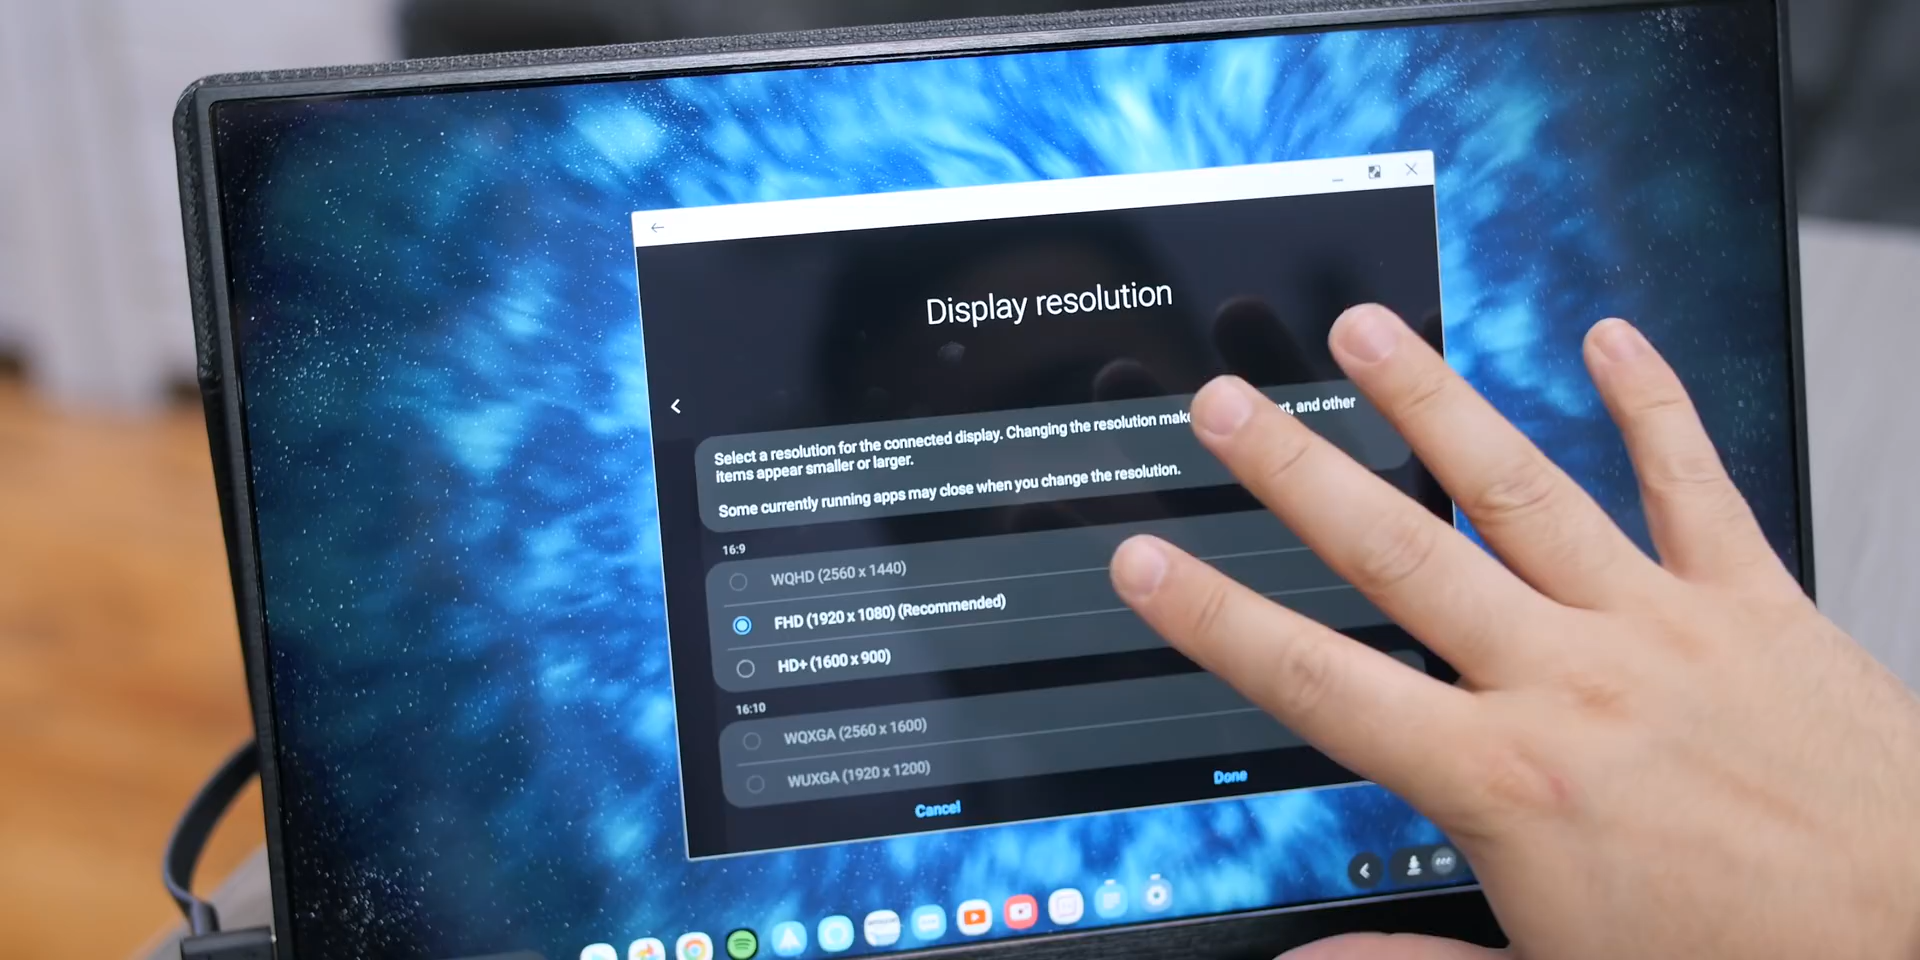 Display resolution
Select a resolution for the connected display. Changing the resolution and other
items appear smaller or larger.
Some currently running apps may close when you change the resolution.
16:9
WQHD (2560 x 1440)
FHD (1920 x 1080) (Recommended)
HD+ (1600 x 900)
16:10
WQXGA (2560 x 1600)
WUXGA (1920 x 1200)
Cancel
Done